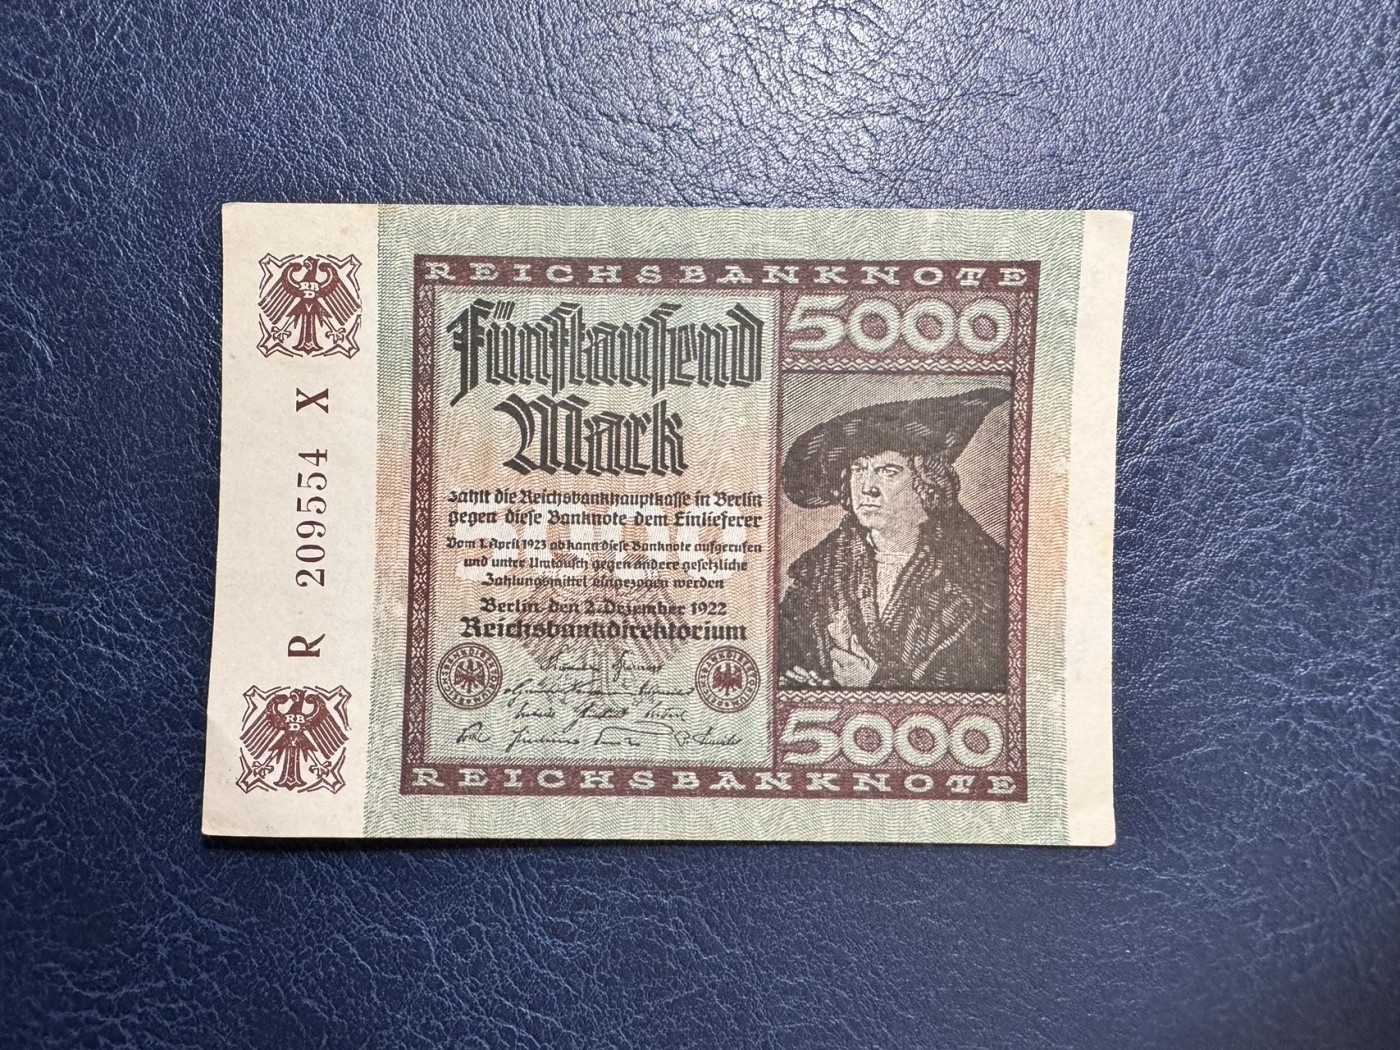 REICHSBANKNOTE
Fünftausend
Mark
zahlt die Reichsbankhauptkasse in Berlin
gegen diese Banknote dem Einlieferer
Vom 1. April 1923 ab kann diese Banknote aufgerufen
und unter Umtausch gegen andere gesetzliche
Zahlungsmittel eingezogen werden
Berlin, den 2. Dezember 1922
Reichsbankdirektorium
5000
5000
REICHSBANKNOTE
R 209554 X
RBD
RBD